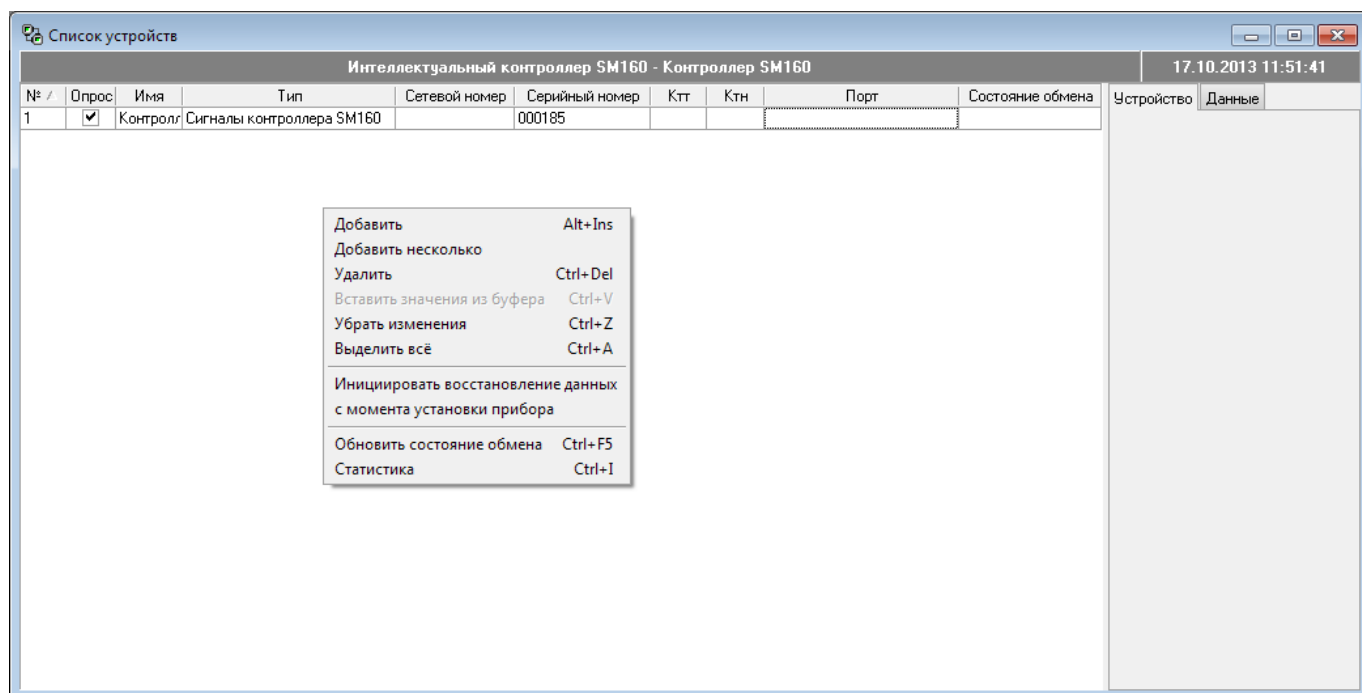 Список устройств
Интеллектуальный контроллер SM160 - Контроллер SM160 17.10.2013 11:51:41
№ Опрос Имя Тип Сетевой номер Серийный номер Ктт Ктн Порт Состояние обмена Устройство Данные
1 Контролл Сигналы контроллера SM160 000185
Добавить Alt+Ins
Добавить несколько
Удалить Ctrl+Del
Вставить значения из буфера Ctrl+V
Убрать изменения Ctrl+Z
Выделить всё Ctrl+A
Инициировать восстановление данных
с момента установки прибора
Обновить состояние обмена Ctrl+F5
Статистика Ctrl+I